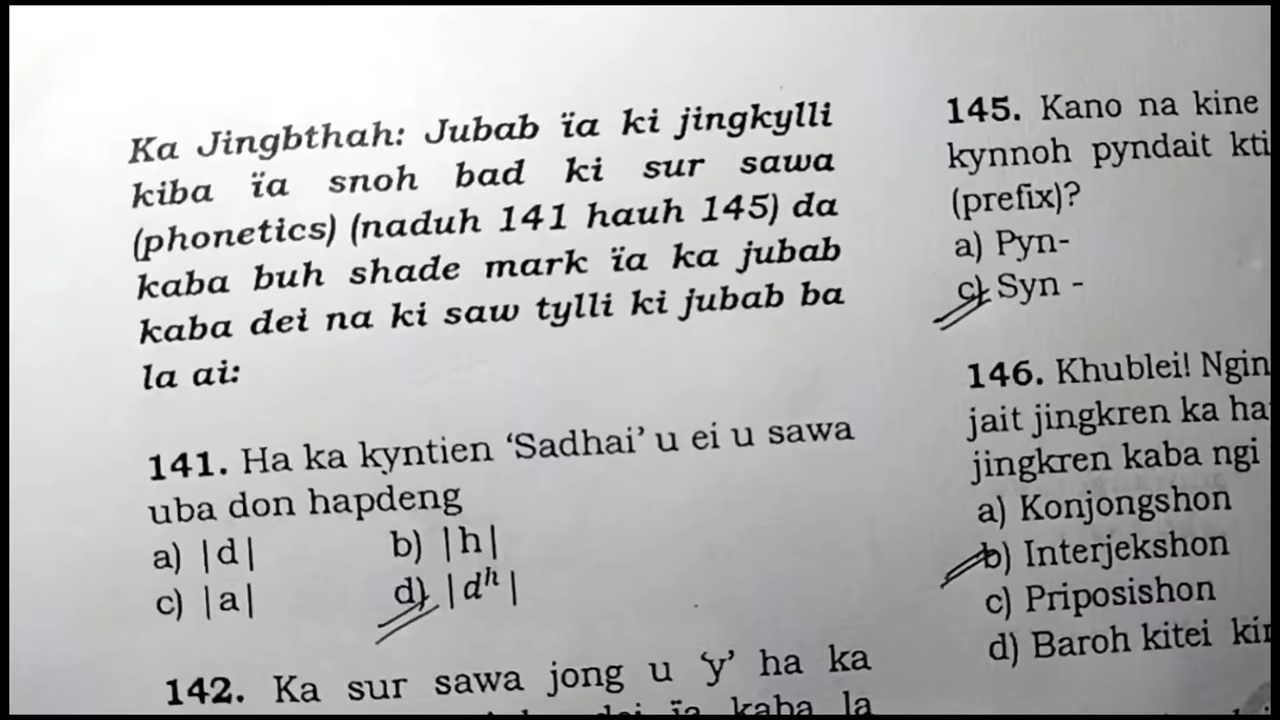 Ka Jingbthah: Jubab ïa ki jingkylli
kiba ïa snoh bad ki sur sawa
(phonetics) (naduh 141 hauh 145) da
kaba buh shade mark ïa ka jubab
kaba dei na ki saw tylli ki jubab ba
la ai:
141. Ha ka kyntien ‘Sadhai’ u ei u sawa
uba don hapdeng
a) |d| b) |h|
c) |a| d) |dʰ|
142. Ka sur sawa jong u ‘y’ ha ka
dei ïa kaba la
145. Kano na kine
kynnoh pyndait
(prefix)?
a) Pyn-
c) Syn -
146. Khublei! Ngin
jait jingkren ka
jingkren kaba ngi
a) Konjongshon
b) Interjekshon
c) Priposishon
d) Baroh kitei